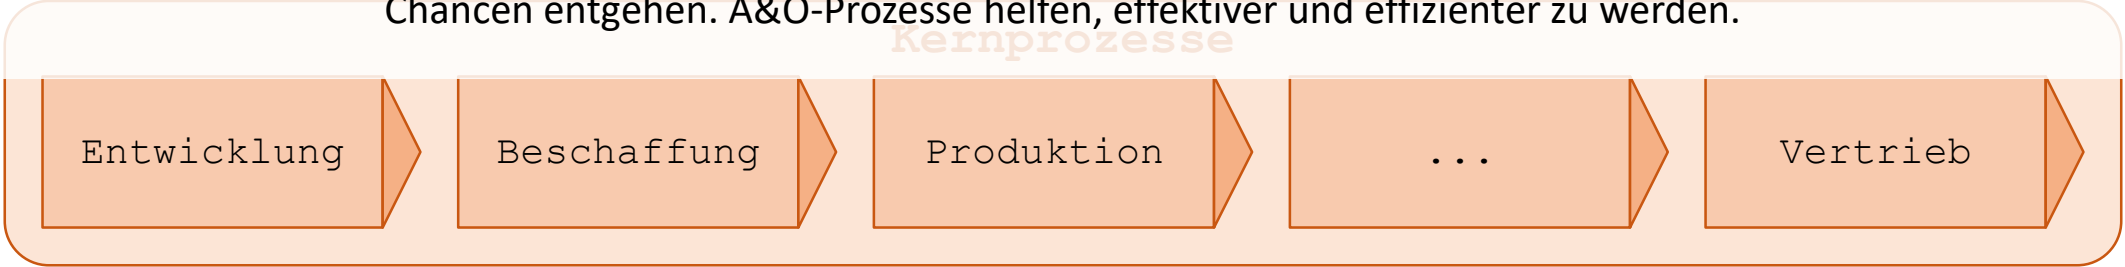 Chancen entgehen. A&O-Prozesse helfen, effektiver und effizienter zu werden.
Kernprozesse
Entwicklung
Beschaffung
Produktion
...
Vertrieb